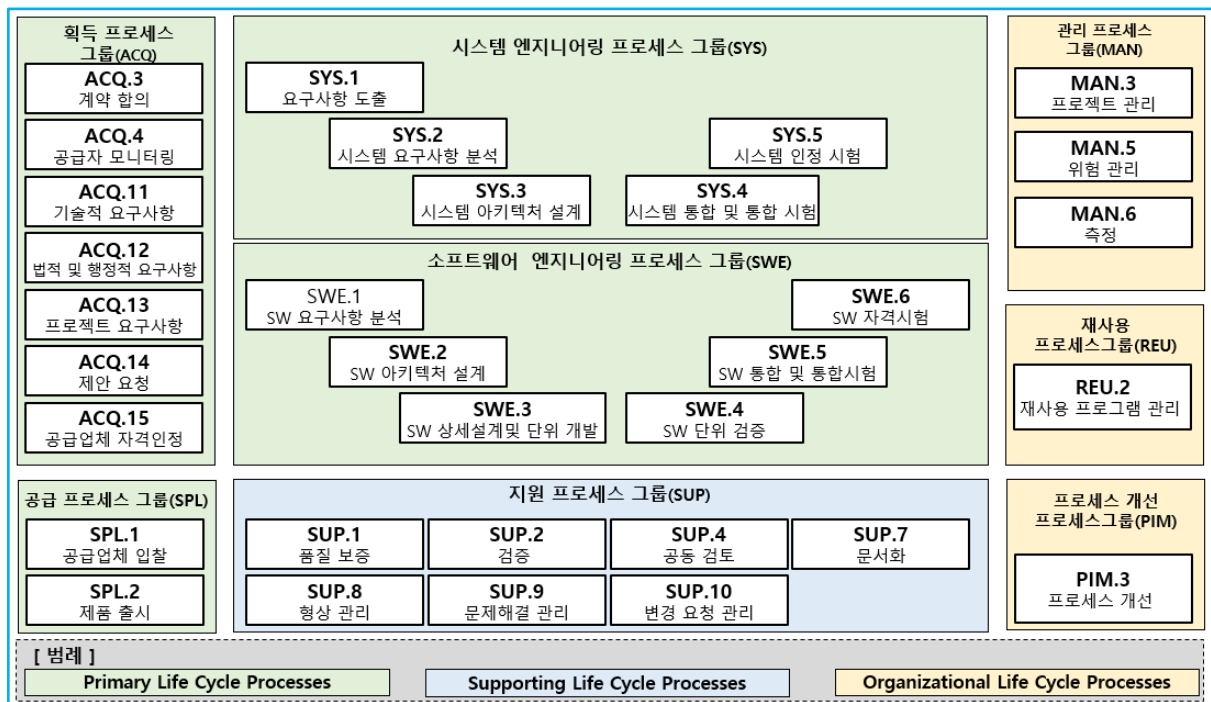 획득 프로세스
그룹(ACQ)
ACQ.3
계약 합의
ACQ.4
공급자 모니터링
ACQ.11
기술적 요구사항
ACQ.12
법적 및 행정적 요구사항
ACQ.13
프로젝트 요구사항
ACQ.14
제안 요청
ACQ.15
공급업체 자격인정
시스템 엔지니어링 프로세스 그룹(SYS)
SYS.1
요구사항 도출
SYS.2
시스템 요구사항 분석
SYS.3
시스템 아키텍처 설계
SYS.4
시스템 통합 및 통합 시험
SYS.5
시스템 인정 시험
소프트웨어 엔지니어링 프로세스 그룹(SWE)
SWE.1
SW 요구사항 분석
SWE.2
SW 아키텍처 설계
SWE.3
SW 상세설계및 단위 개발
SWE.4
SW 단위 검증
SWE.5
SW 통합 및 통합시험
SWE.6
SW 자격시험
관리 프로세스
그룹(MAN)
MAN.3
프로젝트 관리
MAN.5
위험 관리
MAN.6
측정
재사용
프로세스그룹(REU)
REU.2
재사용 프로그램 관리
공급 프로세스 그룹(SPL)
SPL.1
공급업체 입찰
SPL.2
제품 출시
지원 프로세스 그룹(SUP)
SUP.1
품질 보증
SUP.2
검증
SUP.4
공동 검토
SUP.7
문서화
SUP.8
형상 관리
SUP.9
문제해결 관리
SUP.10
변경 요청 관리
프로세스 개선
프로세스그룹(PIM)
PIM.3
프로세스 개선
[ 범례 ]
Primary Life Cycle Processes
Supporting Life Cycle Processes
Organizational Life Cycle Processes